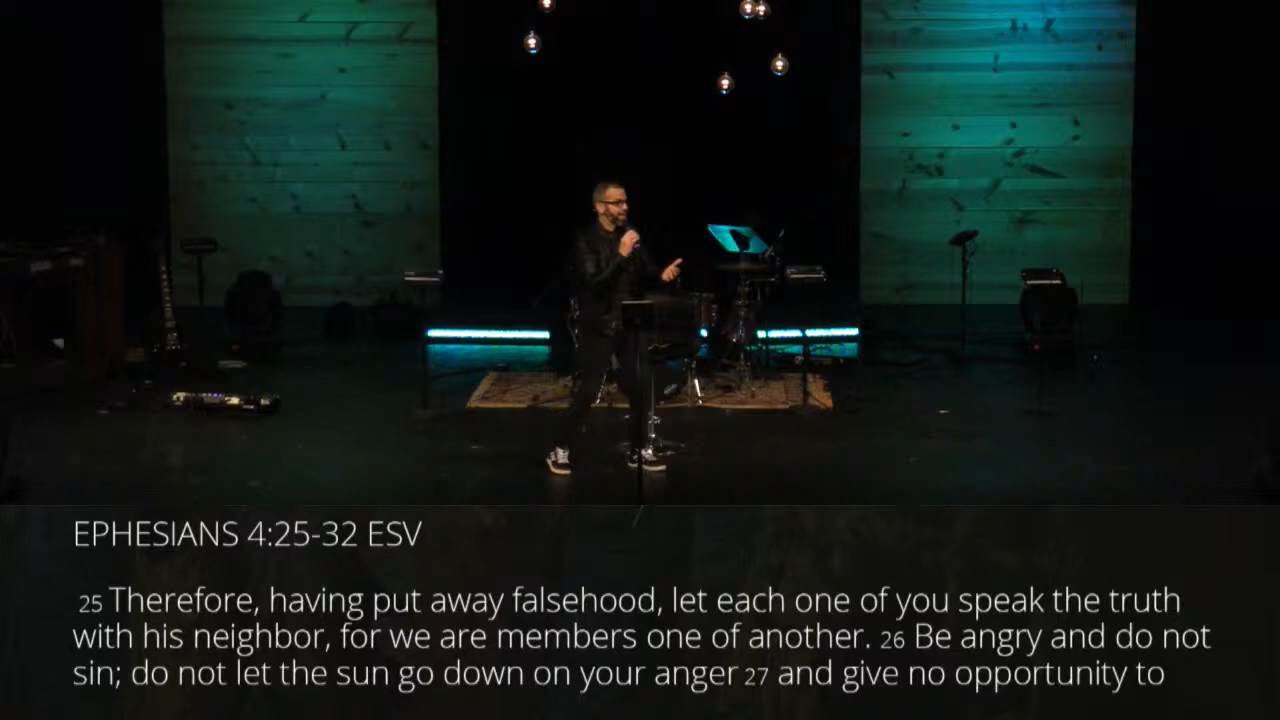 EPHESIANS 4:25-32 ESV
25 Therefore, having put away falsehood, let each one of you speak the truth
with his neighbor, for we are members one of another. 26 Be angry and do not
sin; do not let the sun go down on your anger 27 and give no opportunity to